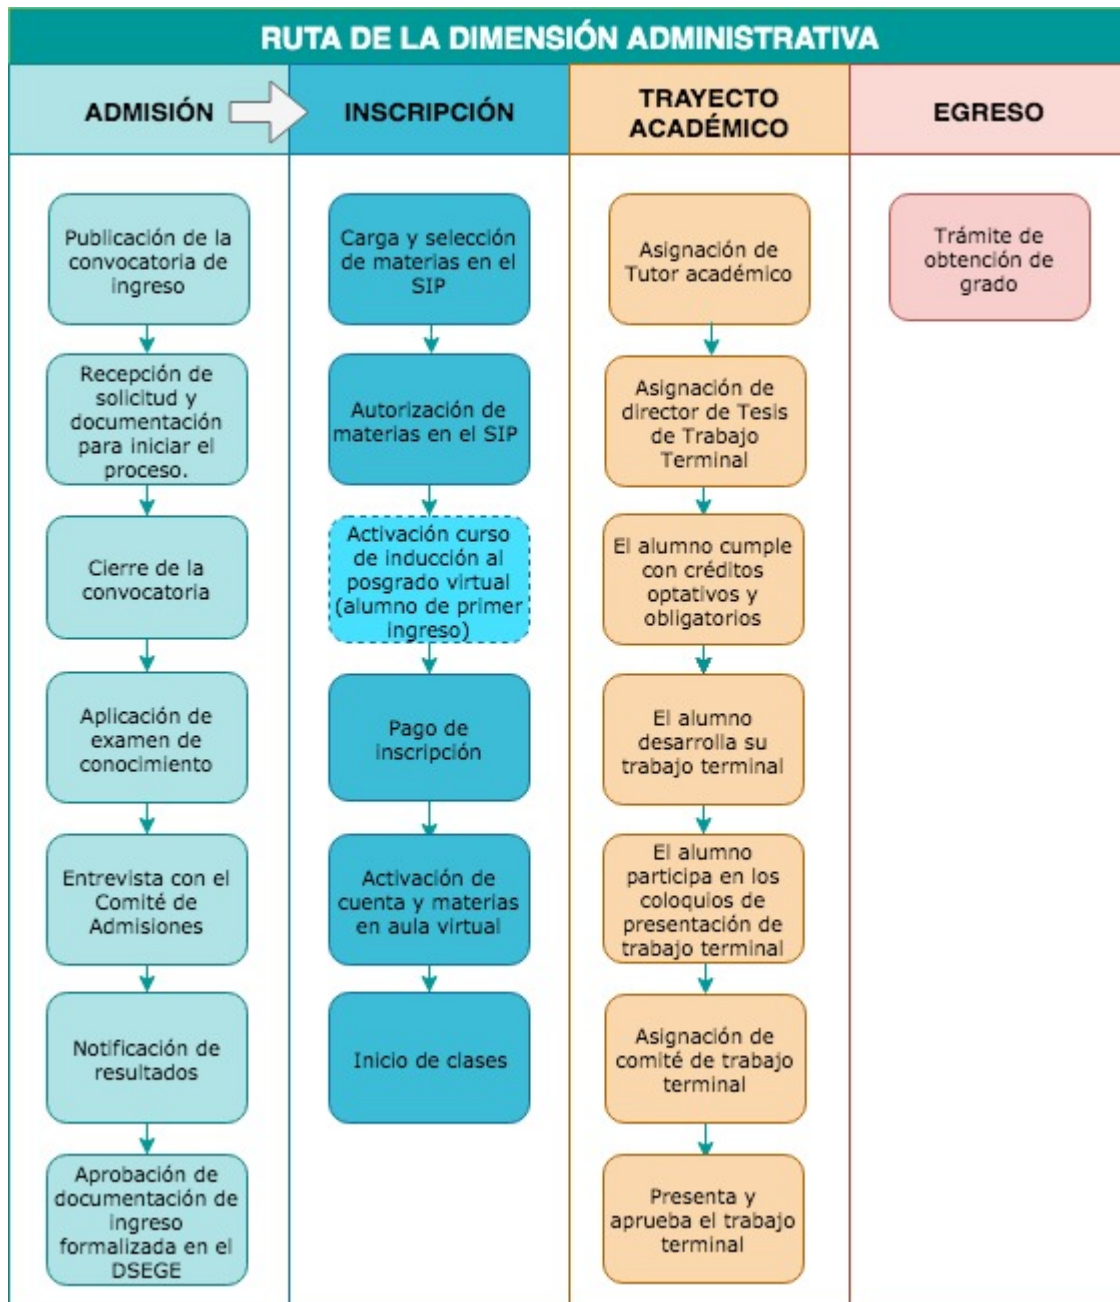 RUTA DE LA DIMENSIÓN ADMINISTRATIVA
ADMISIÓN
Publicación de la
convocatoria de
ingreso
Recepción de
solicitud y
documentación
para iniciar el
proceso.
Cierre de la
convocatoria
Aplicación de
examen de
conocimiento
Entrevista con el
Comité de
Admisiones
Notificación de
resultados
Aprobación de
documentación de
ingreso
formalizada en el
DSEGE
INSCRIPCIÓN
Carga y selección
de materias en el
SIP
Autorización de
materias en el SIP
Activación curso
de inducción al
posgrado virtual
(alumno de primer
ingreso)
Pago de
inscripción
Activación de
cuenta y materias
en aula virtual
Inicio de clases
TRAYECTO
ACADÉMICO
Asignación de
Tutor académico
Asignación de
director de Tesis
de Trabajo
Terminal
El alumno cumple
con créditos
optativos y
obligatorios
El alumno
desarrolla su
trabajo terminal
El alumno
participa en los
coloquios de
presentación de
trabajo terminal
Asignación de
comité de trabajo
terminal
Presenta y
aprueba el trabajo
terminal
EGRESO
Trámite de
obtención de
grado